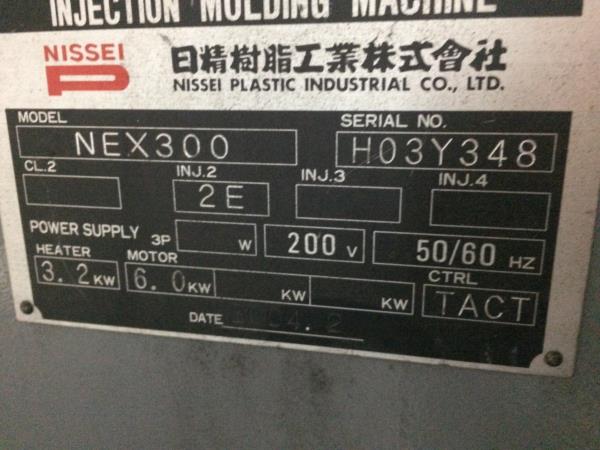 INJECTION MOLDING MACHINE
NISSEI
日精樹脂工業株式會社
NISSEI PLASTIC INDUSTRIAL CO., LTD.
MODEL NEX300
SERIAL NO. H03Y348
CL.2
INJ.2 2E
INJ.3
INJ.4
POWER SUPPLY 3P W 200 V 50/60 HZ
HEATER 3.2 KW
MOTOR 6.0 KW KW KW
CTRL TACT
DATE